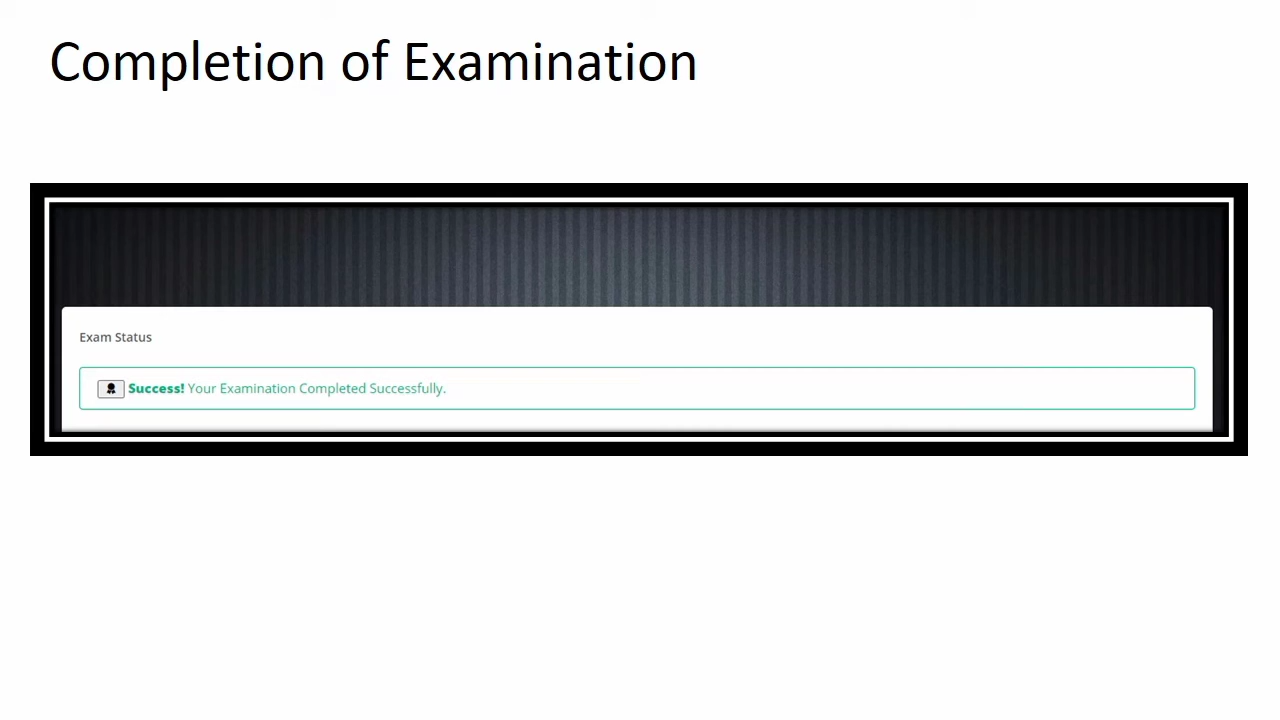 Completion of Examination
Exam Status
Success! Your Examination Completed Successfully.